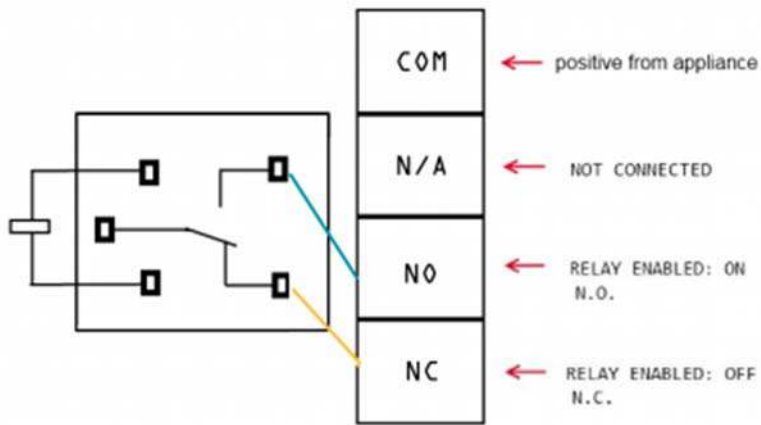 COM
positive from appliance
N/A
NOT CONNECTED
NO
RELAY ENABLED: ON
N.O.
NC
RELAY ENABLED: OFF
N.C.